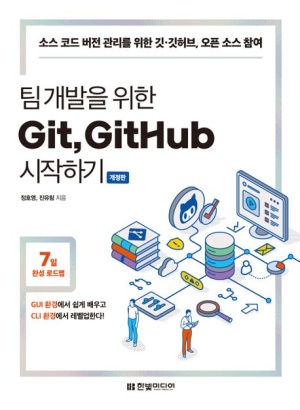 소스 코드 버전 관리를 위한 깃·깃허브, 오픈 소스 참여
팀 개발을 위한
Git, GitHub
시작하기 개정판
정호영, 진유림 지음
7일
완성 로드맵
GUI 환경에서 쉽게 배우고
CLI 환경에서 레벨업한다!
한빛미디어